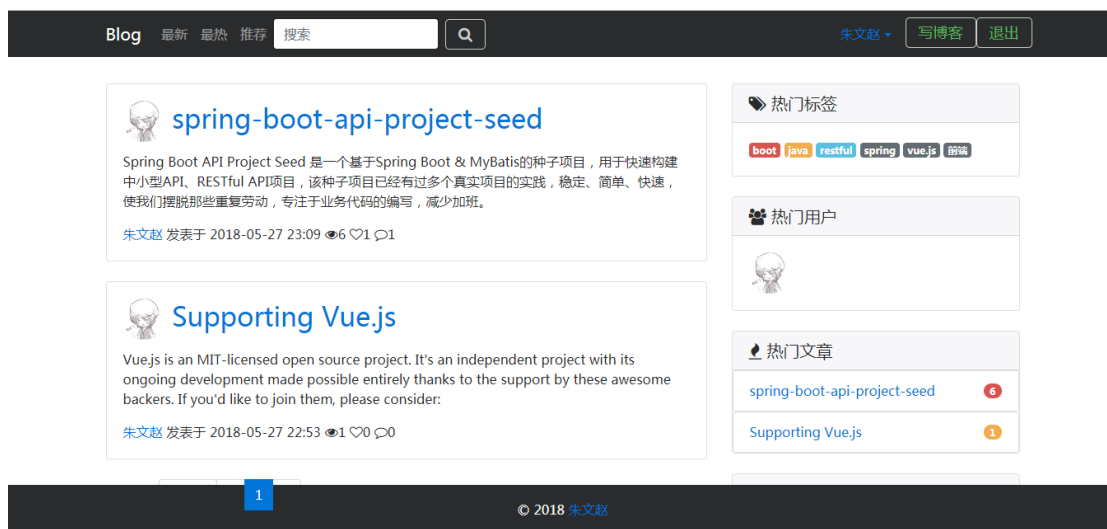 Blog 最新 最热 推荐 搜索 朱文赵 写博客 退出
spring-boot-api-project-seed
Spring Boot API Project Seed 是一个基于Spring Boot & MyBatis的种子项目，用于快速构建
中小型API、RESTful API项目，该种子项目已经有过多个真实项目的实践，稳定、简单、快速，
使我们摆脱那些重复劳动，专注于业务代码的编写，减少加班。
朱文赵 发表于 2018-05-27 23:09 6 1 1
Supporting Vue.js
Vue.js is an MIT-licensed open source project. It's an independent project with its
ongoing development made possible entirely thanks to the support by these awesome
backers. If you'd like to join them, please consider:
朱文赵 发表于 2018-05-27 22:53 1 0 0
1
热门标签
boot java restful spring vue.js 前端
热门用户
热门文章
spring-boot-api-project-seed 6
Supporting Vue.js 1
© 2018 朱文赵